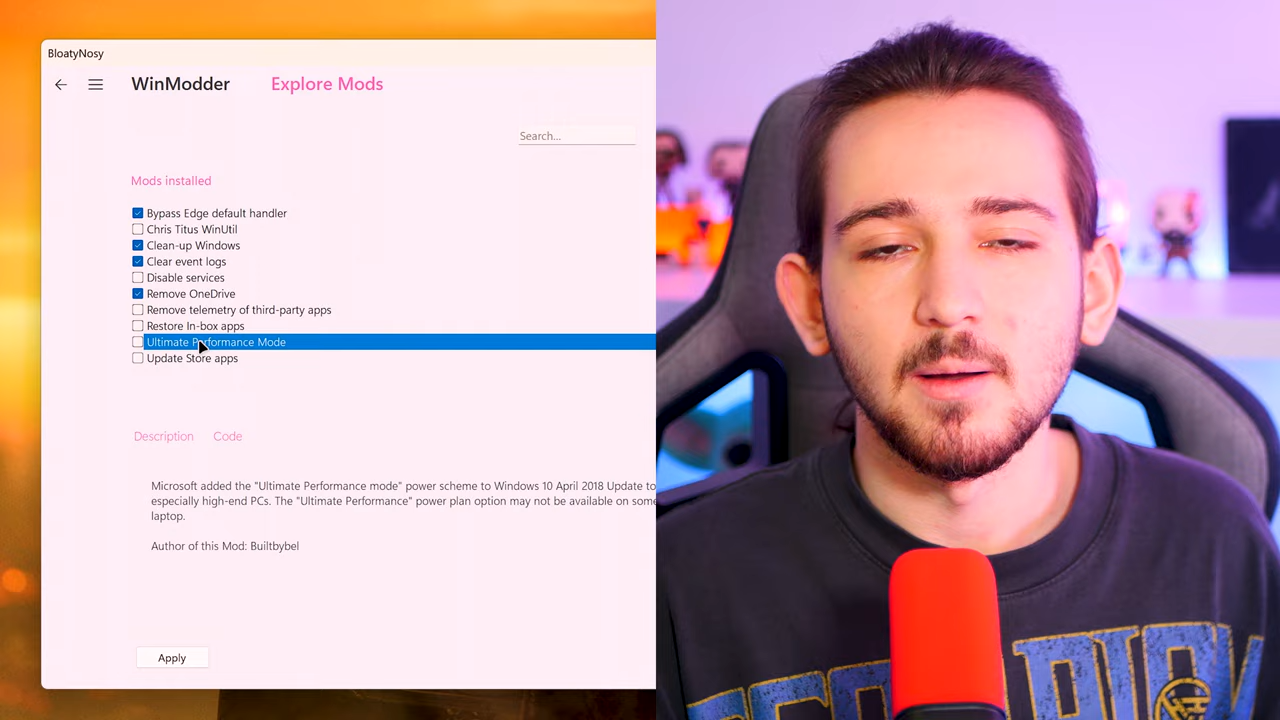 BloatyNosy
WinModder
Explore Mods
Search...
Mods installed
Bypass Edge default handler
Chris Titus WinUtil
Clean-up Windows
Clear event logs
Disable services
Remove OneDrive
Remove telemetry of third-party apps
Restore In-box apps
Ultimate Performance Mode
Update Store apps
Description
Code
Microsoft added the "Ultimate Performance mode" power scheme to Windows 10 April 2018 Update to
especially high-end PCs. The "Ultimate Performance" power plan option may not be available on some
laptop.
Author of this Mod: Builtbybel
Apply